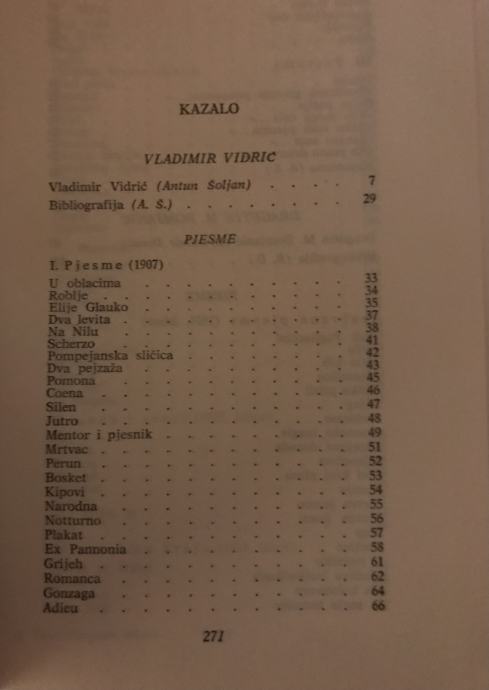 KAZALO
VLADIMIR VIDRIĆ
Vladimir Vidrić (Antun Šoljan) . . . . 7
Bibliografija (A. Š.) . . . . . . . . 29
PJESME
I. Pjesme (1907)
U oblacima . . . . . . . . . 33
Roblje . . . . . . . . . . . 34
Elije Glauko . . . . . . . . . 35
Dva levita . . . . . . . . . . 37
Na Nilu . . . . . . . . . . 38
Scherzo . . . . . . . . . . 41
Pompejanska sličica . . . . . . . 42
Dva pejzaža . . . . . . . . . 43
Pomona . . . . . . . . . . 45
Coena . . . . . . . . . . . 46
Silen . . . . . . . . . . . 47
Jutro . . . . . . . . . . . 48
Mentor i pjesnik . . . . . . . . 49
Mrtvac . . . . . . . . . . . 51
Perun . . . . . . . . . . . 52
Bosket . . . . . . . . . . . 53
Kipovi . . . . . . . . . . . 54
Narodna . . . . . . . . . . 55
Notturno . . . . . . . . . . 56
Plakat . . . . . . . . . . . 57
Ex Pannonia . . . . . . . . . 58
Grijeh . . . . . . . . . . . 61
Romanca . . . . . . . . . . 62
Gonzaga . . . . . . . . . . 64
Adieu . . . . . . . . . . . 66
271